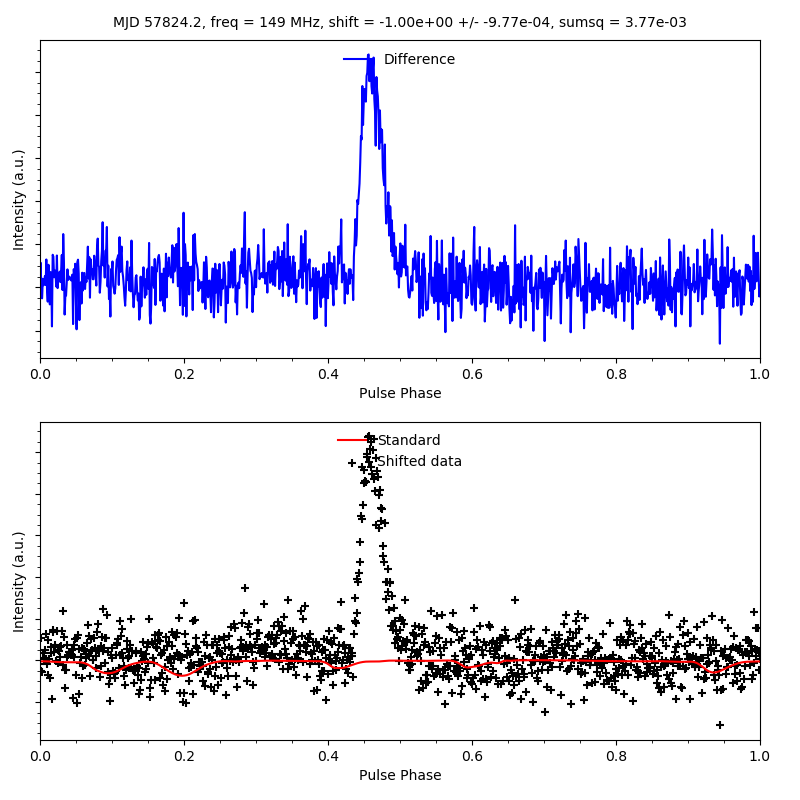 MJD 57824.2, freq = 149 MHz, shift = -1.00e+00 +/- -9.77e-04, sumsq = 3.77e-03
Difference
Intensity (a.u.)
0.0 0.2 0.4 0.6 0.8 1.0
Pulse Phase
Standard
Shifted data
Intensity (a.u.)
0.0 0.2 0.4 0.6 0.8 1.0
Pulse Phase